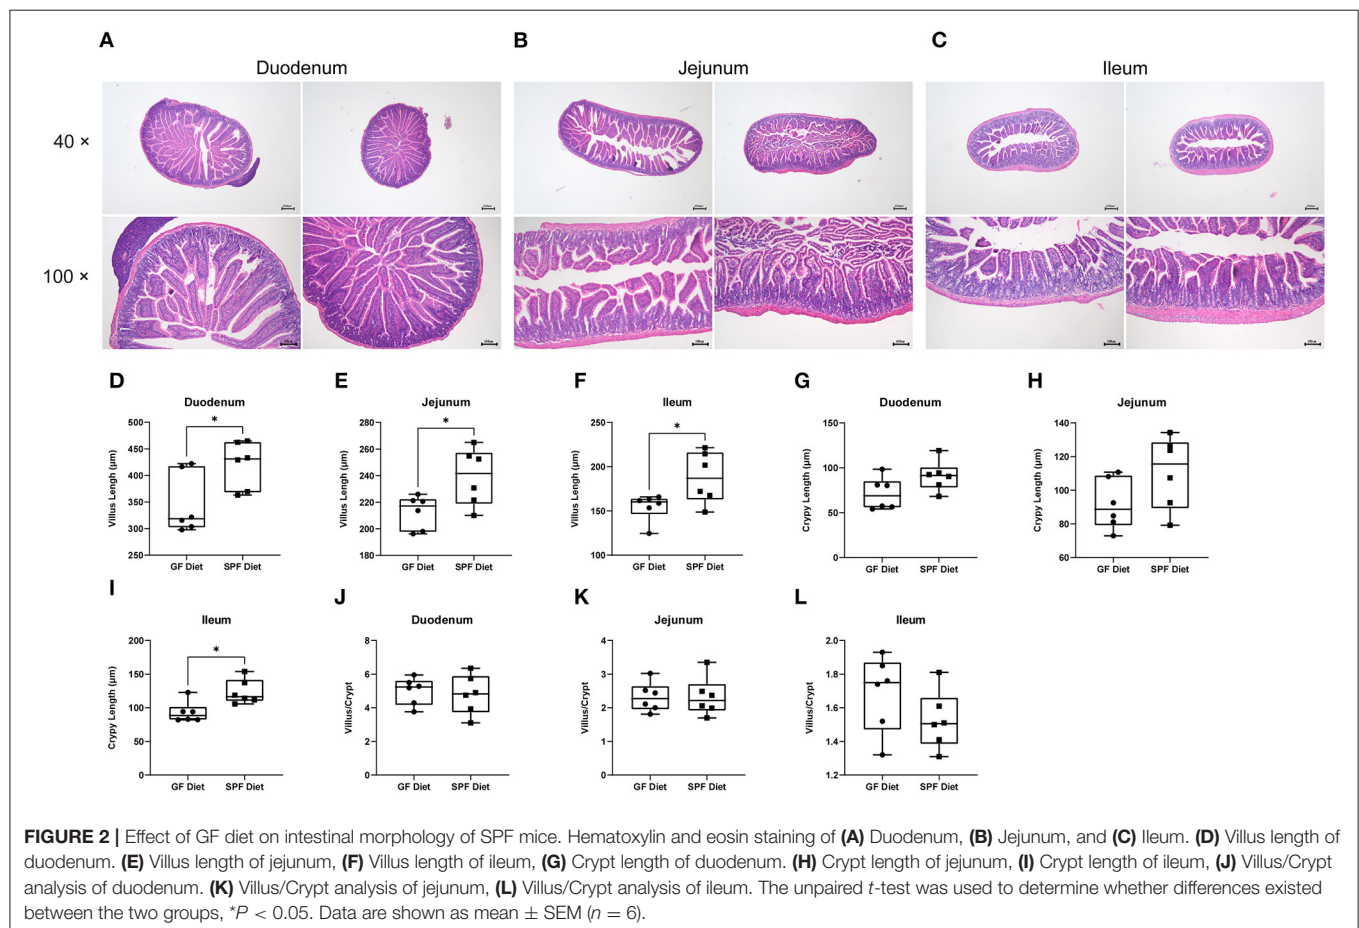 A
B
C
Duodenum
Jejunum
Ileum
40 ×
100 ×
D
E
F
G
H
Duodenum
500
450
400
350
300
250
Villus Length (μm)
*
GF Diet
SPF Diet
Jejunum
280
260
240
220
200
180
Villus Length (μm)
*
GF Diet
SPF Diet
Ileum
250
200
150
100
Villus Length (μm)
*
GF Diet
SPF Diet
Duodenum
150
100
50
0
Crypy Length (μm)
GF Diet
SPF Diet
Jejunum
140
120
100
80
60
Crypy Length (μm)
GF Diet
SPF Diet
I
J
K
L
Ileum
200
150
100
50
0
Crypy Length (μm)
*
GF Diet
SPF Diet
Duodenum
8
6
4
2
0
Villus/Crypt
GF Diet
SPF Diet
Jejunum
4
3
2
1
0
Villus/Crypt
GF Diet
SPF Diet
Ileum
2.0
1.8
1.6
1.4
1.2
Villus/Crypt
GF Diet
SPF Diet
FIGURE 2 | Effect of GF diet on intestinal morphology of SPF mice. Hematoxylin and eosin staining of (A) Duodenum, (B) Jejunum, and (C) Ileum. (D) Villus length of
duodenum. (E) Villus length of jejunum, (F) Villus length of ileum, (G) Crypt length of duodenum. (H) Crypt length of jejunum, (I) Crypt length of ileum, (J) Villus/Crypt
analysis of duodenum. (K) Villus/Crypt analysis of jejunum, (L) Villus/Crypt analysis of ileum. The unpaired t-test was used to determine whether differences existed
between the two groups, *P < 0.05. Data are shown as mean ± SEM (n = 6).